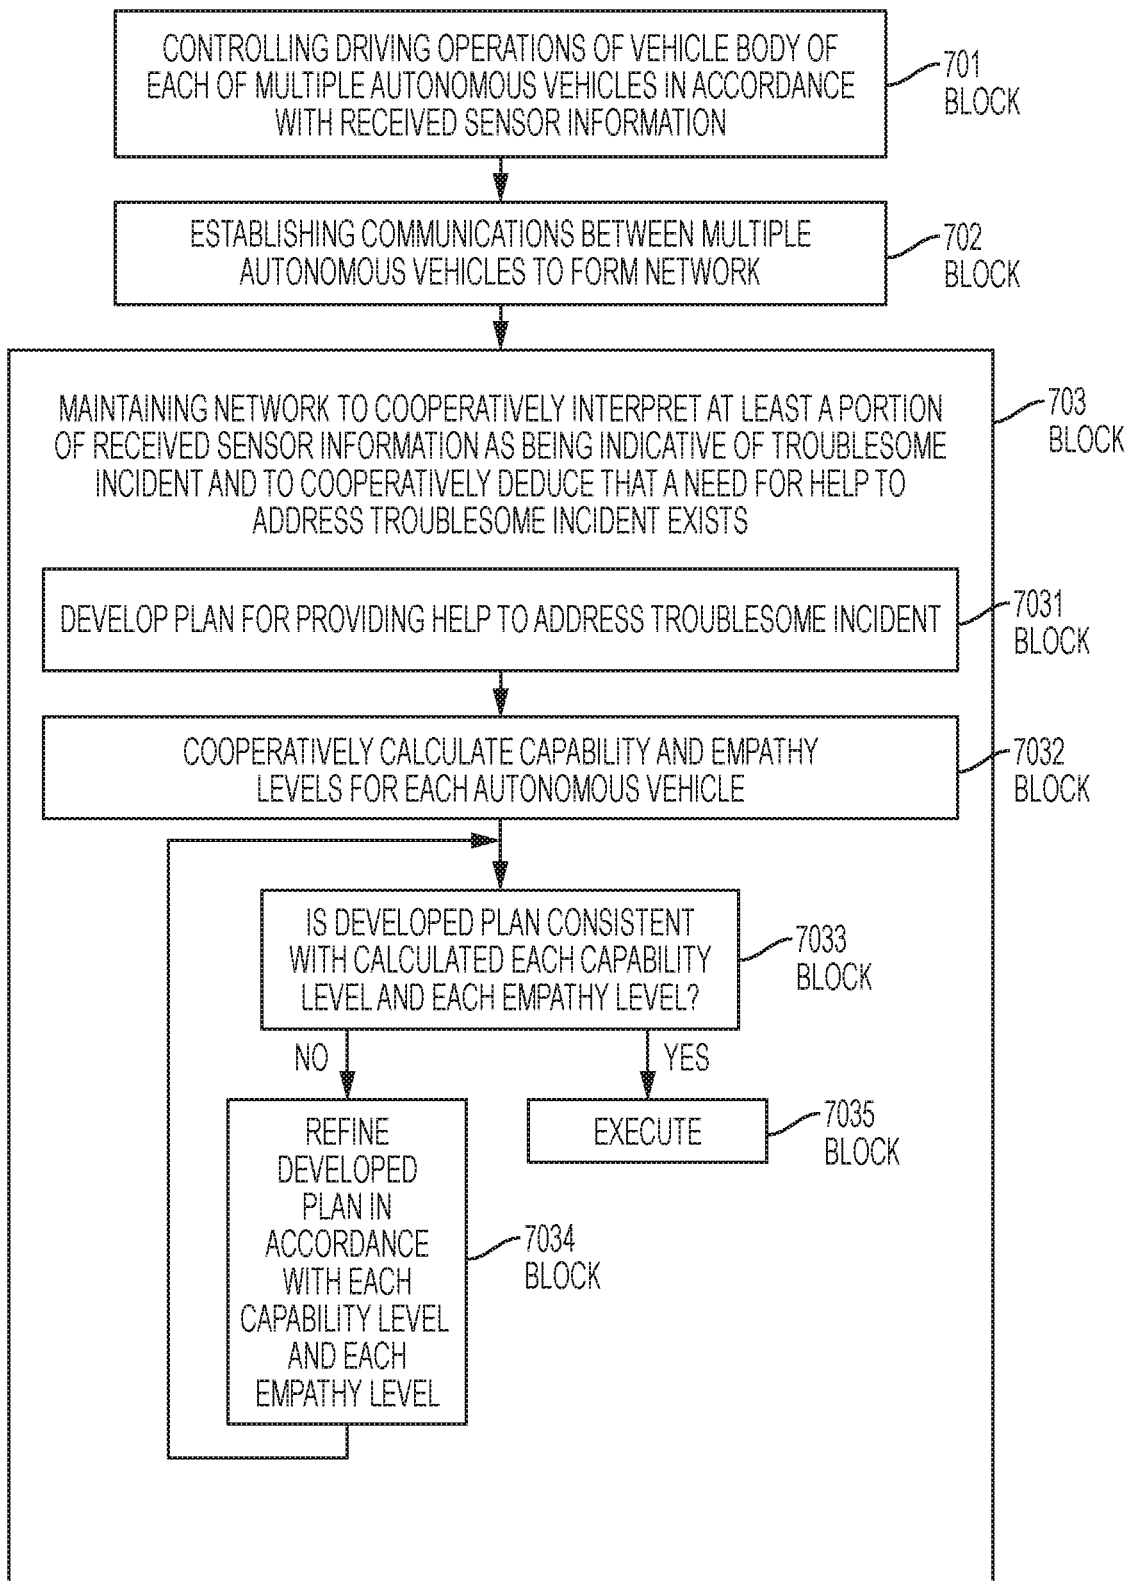 CONTROLLING DRIVING OPERATIONS OF VEHICLE BODY OF
EACH OF MULTIPLE AUTONOMOUS VEHICLES IN ACCORDANCE
WITH RECEIVED SENSOR INFORMATION
701
BLOCK
ESTABLISHING COMMUNICATIONS BETWEEN MULTIPLE
AUTONOMOUS VEHICLES TO FORM NETWORK
702
BLOCK
MAINTAINING NETWORK TO COOPERATIVELY INTERPRET AT LEAST A PORTION
OF RECEIVED SENSOR INFORMATION AS BEING INDICATIVE OF TROUBLESOME
INCIDENT AND TO COOPERATIVELY DEDUCE THAT A NEED FOR HELP TO
ADDRESS TROUBLESOME INCIDENT EXISTS
703
BLOCK
DEVELOP PLAN FOR PROVIDING HELP TO ADDRESS TROUBLESOME INCIDENT
7031
BLOCK
COOPERATIVELY CALCULATE CAPABILITY AND EMPATHY
LEVELS FOR EACH AUTONOMOUS VEHICLE
7032
BLOCK
IS DEVELOPED PLAN CONSISTENT
WITH CALCULATED EACH CAPABILITY
LEVEL AND EACH EMPATHY LEVEL?
7033
BLOCK
NO
YES
REFINE
DEVELOPED
PLAN IN
ACCORDANCE
WITH EACH
CAPABILITY LEVEL
AND EACH
EMPATHY LEVEL
7034
BLOCK
EXECUTE
7035
BLOCK